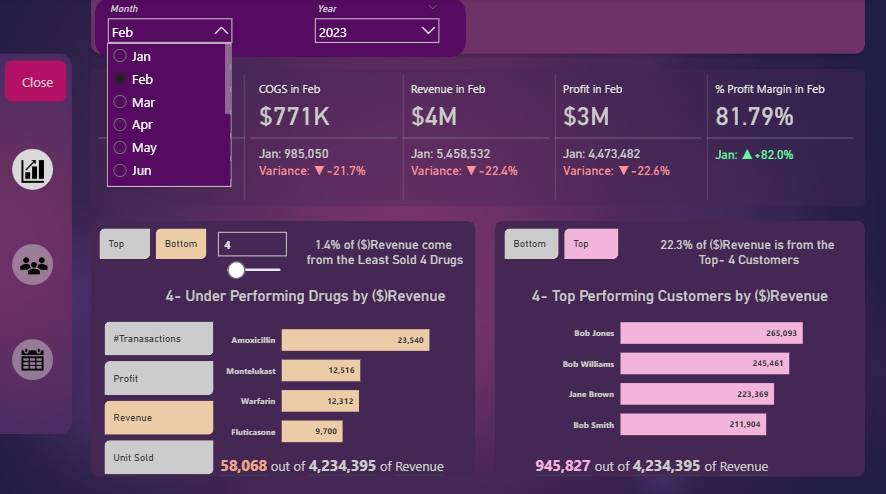 Month
Year
Feb
2023
Jan
Feb
Mar
Apr
May
Jun
Close
COGS in Feb
$771K
Jan: 985,050
Variance: ▼ -21.7%
Revenue in Feb
$4M
Jan: 5,458,532
Variance: ▼ -22.4%
Profit in Feb
$3M
Jan: 4,473,482
Variance: ▼ -22.6%
% Profit Margin in Feb
81.79%
Jan: ▲+82.0%
Top
Bottom
4
1.4% of ($)Revenue come
from the Least Sold 4 Drugs
4- Under Performing Drugs by ($)Revenue
#Tranasactions
Profit
Revenue
Unit Sold
Amoxicillin 23,540
Montelukast 12,516
Warfarin 12,312
Fluticasone 9,700
58,068 out of 4,234,395 of Revenue
Bottom
Top
22.3% of ($)Revenue is from the
Top- 4 Customers
4- Top Performing Customers by ($)Revenue
Bob Jones 265,093
Bob Williams 245,461
Jane Brown 223,369
Bob Smith 211,904
945,827 out of 4,234,395 of Revenue